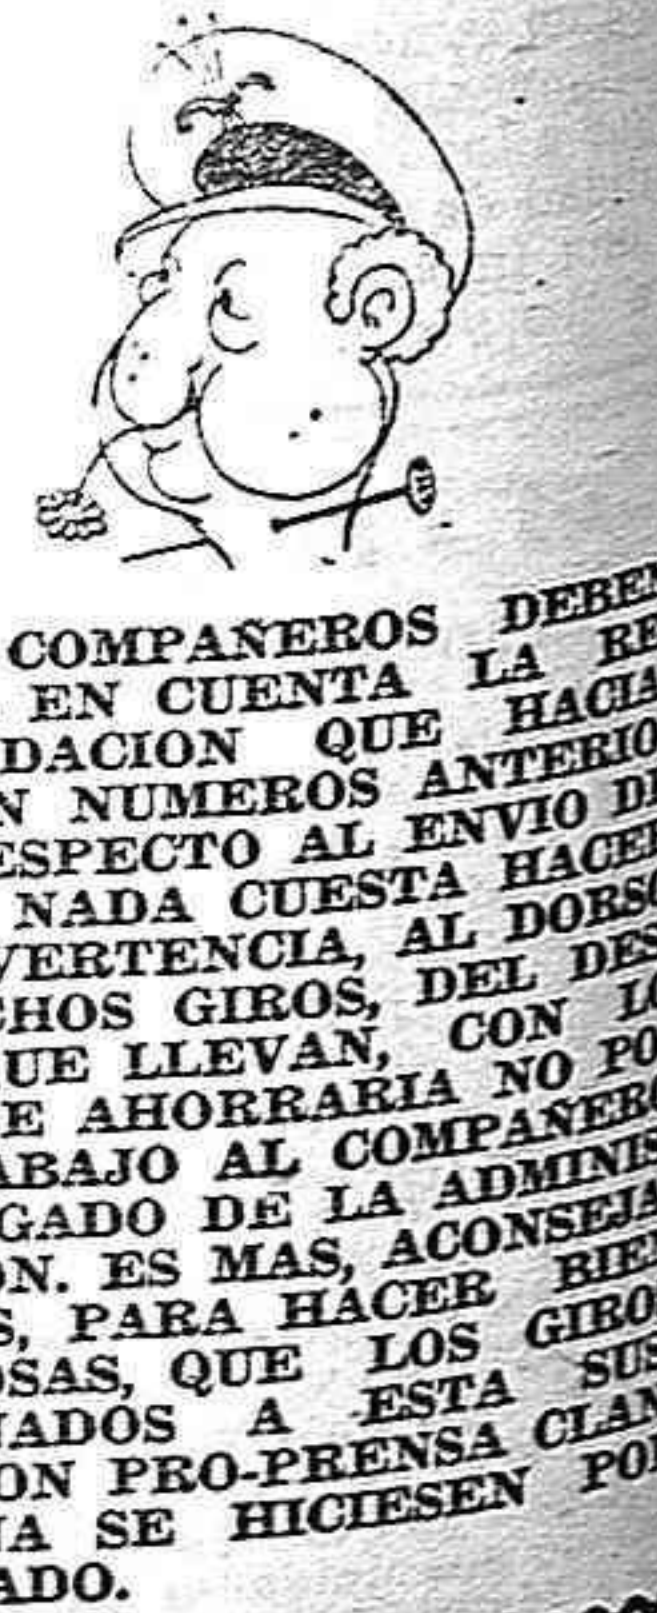 COMPAÑEROS DEBEN
EN CUENTA LA RE
DACION QUE HACIA
N NUMEROS ANTERIO
ESPECTO AL ENVIO DE
NADA CUESTA HACER
VERTENCIA, AL DORSO
CHOS GIROS, DEL DES
UE LLEVAN, CON LO
E AHORRARIA NO PO
ABAJO AL COMPAÑERO
GADO DE LA ADMINIS
ON. ES MAS, ACONSEJA
S, PARA HACER BIEN
OSAS, QUE LOS GIRO
NADOS A ESTA SUS
ON PRO-PRENSA CLAN
NA SE HICIESEN POR
ADO.